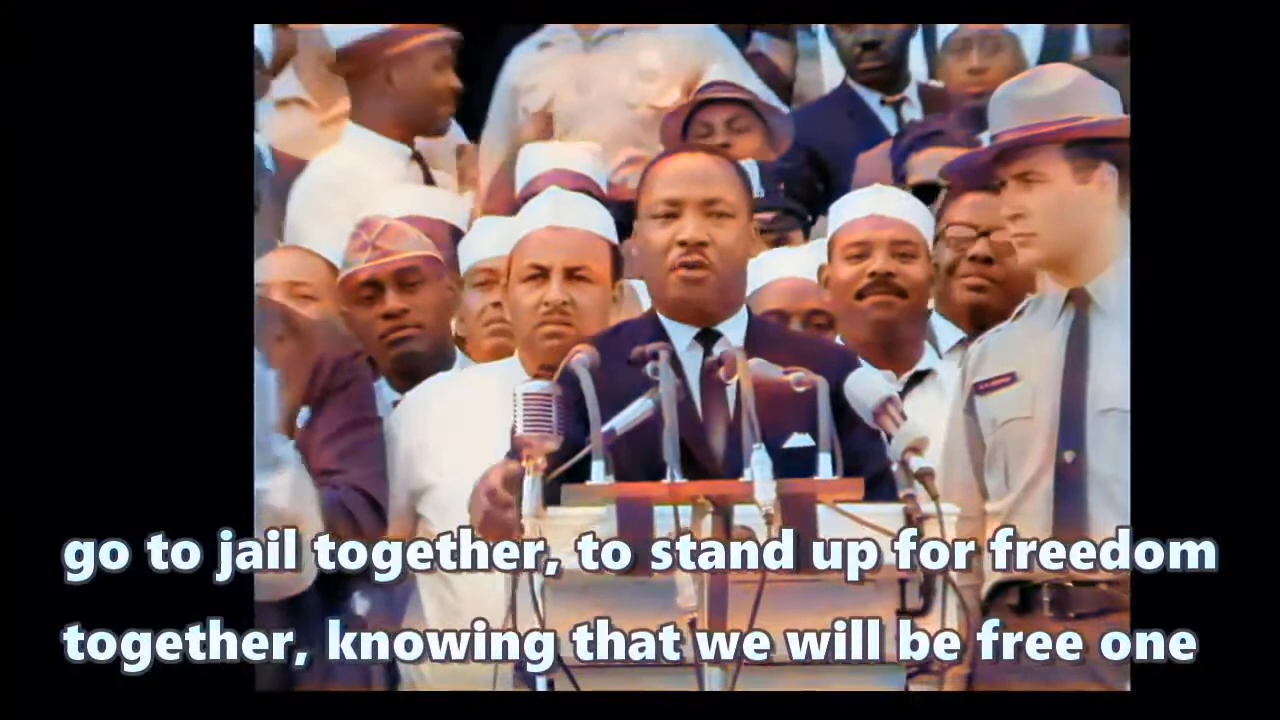 go to jail together, to stand up for freedom
together, knowing that we will be free one